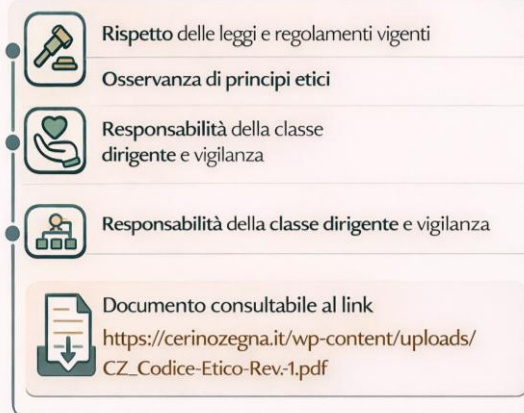 Rispetto delle leggi e regolamenti vigenti
Osservanza di principi etici
Responsabilità della classe
dirigente e vigilanza
Responsabilità della classe dirigente e vigilanza
Documento consultabile al link
https://cerinozegna.it/wp-content/uploads/
CZ_Codice-Etico-Rev.-1.pdf